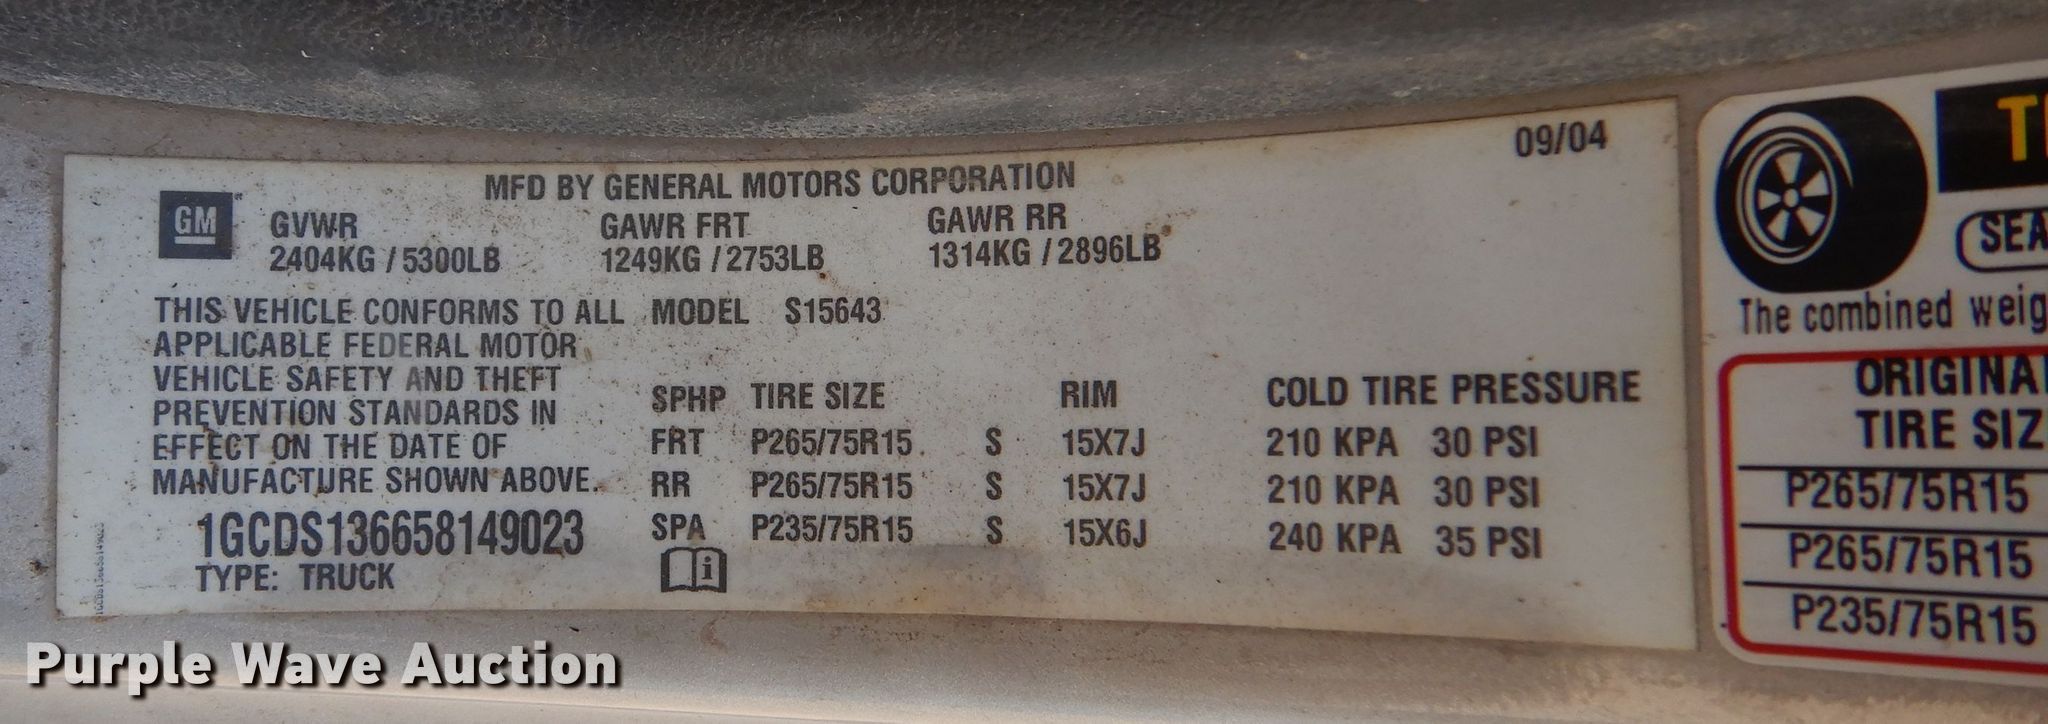 09/04
MFD BY GENERAL MOTORS CORPORATION
GM
GVWR GAWR FRT GAWR RR
2404KG / 5300LB 1249KG / 2753LB 1314KG / 2896LB
THIS VEHICLE CONFORMS TO ALL
APPLICABLE FEDERAL MOTOR
VEHICLE SAFETY AND THEFT
PREVENTION STANDARDS IN
EFFECT ON THE DATE OF
MANUFACTURE SHOWN ABOVE.
1GCDS136658149023
TYPE: TRUCK
MODEL S15643
SPHP TIRE SIZE RIM COLD TIRE PRESSURE
FRT P265/75R15 S 15X7J 210 KPA 30 PSI
RR P265/75R15 S 15X7J 210 KPA 30 PSI
SPA P235/75R15 S 15X6J 240 KPA 35 PSI
i
The combined
TIRE
P265/75R15
P265/75R15
P235/75R15
Purple Wave Auction